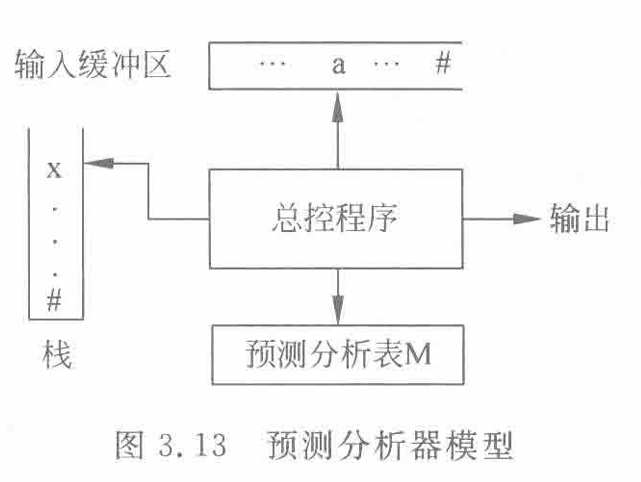 输入缓冲区
… a … #
x
.
.
.
#
栈
总控程序
输出
预测分析表M
图 3.13 预测分析器模型